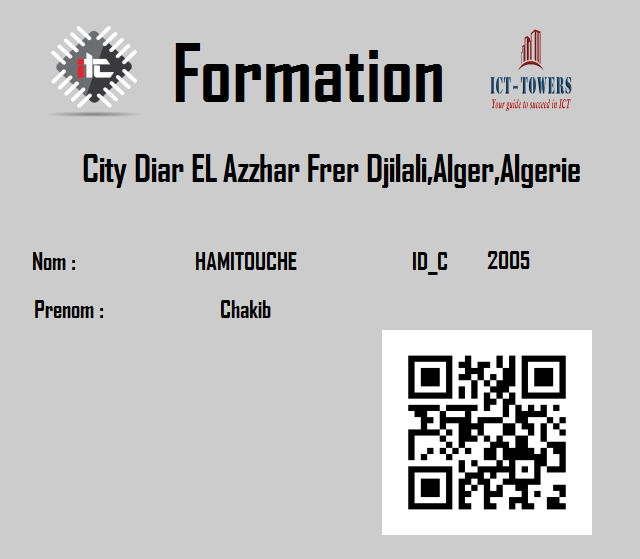 itc
Formation
ICT-TOWERS
Your guide to succeed in ICT
City Diar EL Azzhar Frer Djilali,Alger,Algerie
Nom : HAMITOUCHE ID_C 2005
Prenom : Chakib